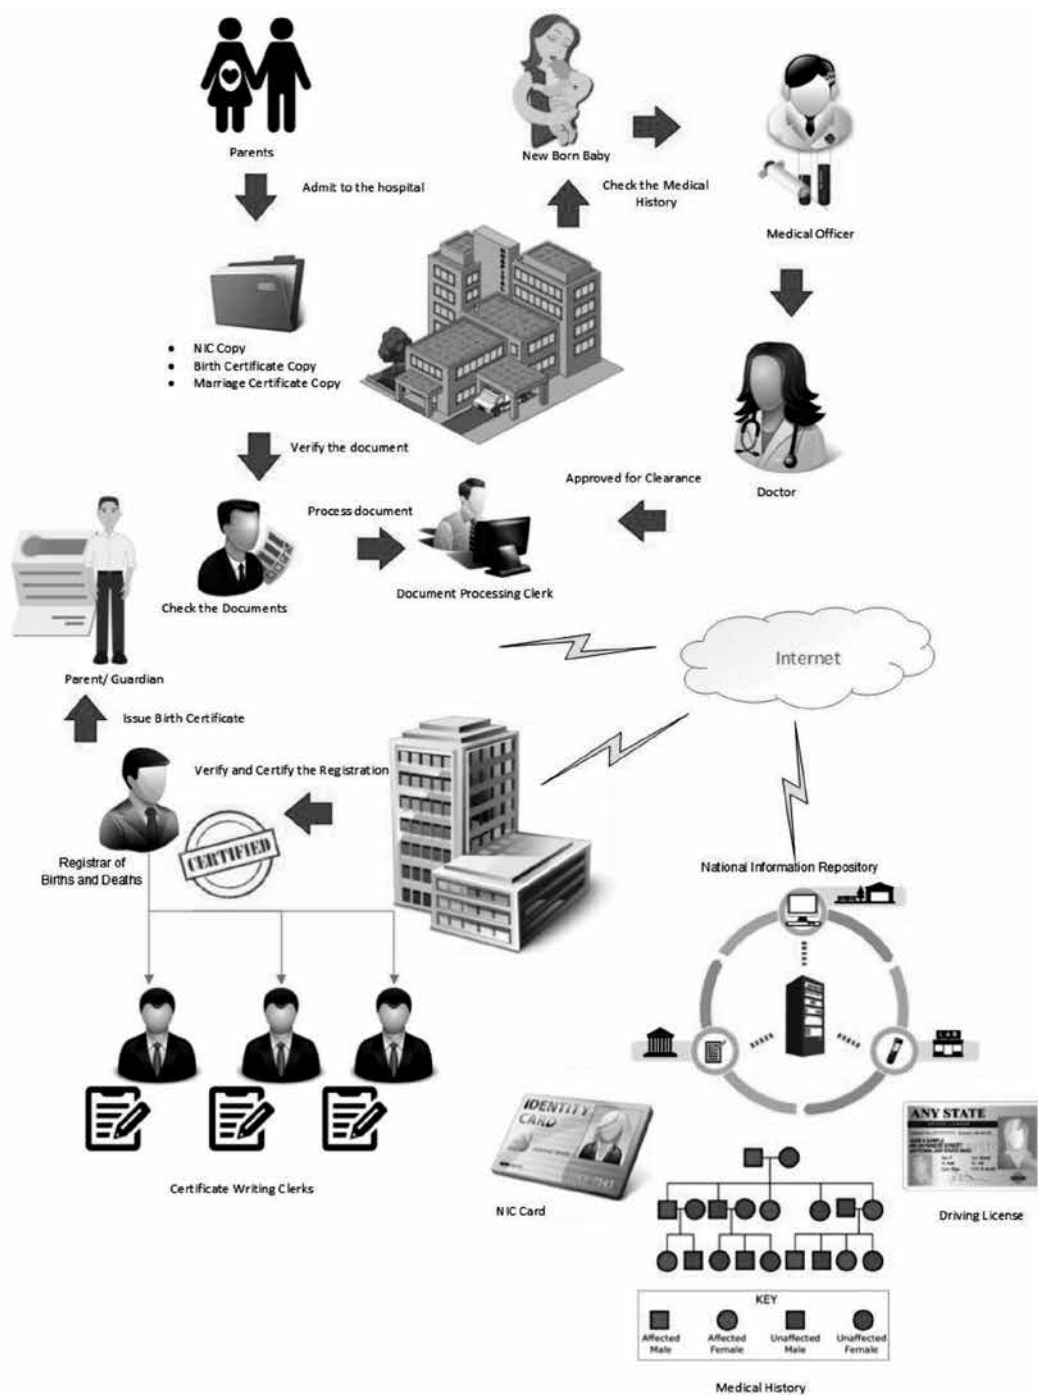 Parents
New Born Baby
Admit to the hospital
Check the Medical
History
Medical Officer
• NIC Copy
• Birth Certificate Copy
• Marriage Certificate Copy
Verify the document
Approved for Clearance
Doctor
Process document
Check the Documents
Document Processing Clerk
Internet
Parent/ Guardian
Issue Birth Certificate
Verify and Certify the Registration
CERTIFIED
Registrar of
Births and Deaths
National Information Repository
LAB
IDENTITY
CARD
ANY STATE
Certificate Writing Clerks
NIC Card
Driving License
KEY
Affected
Male
Affected
Female
Unaffected
Male
Unaffected
Female
Medical History